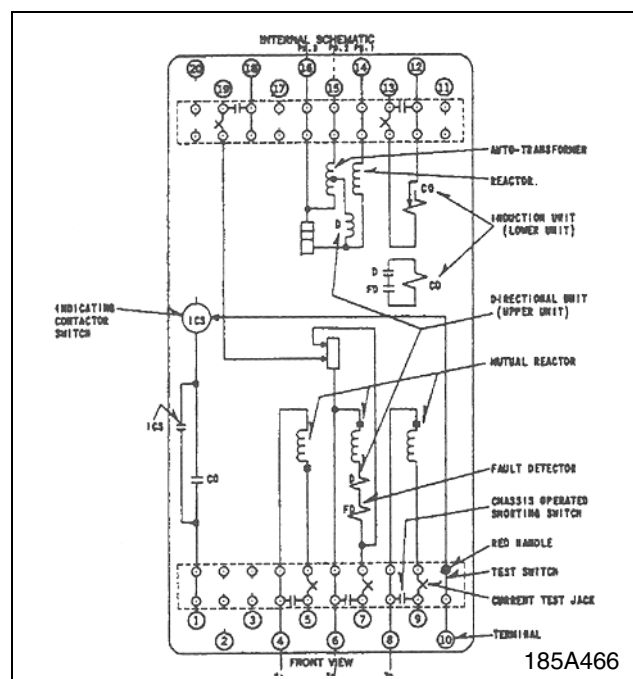 INTERNAL SCHEMATIC
PH.3 PH.2 PH.1
20 19 18 17 16 15 14 13 12 11
AUTO-TRANSFORMER
REACTOR.
CO
D
INDUCTION UNIT
(LOWER UNIT)
D
FD
CO
DIRECTIONAL UNIT
(UPPER UNIT)
INDICATING
CONTACTOR
SWITCH
ICS
MUTUAL REACTOR
ICS
CO
D
FD
FAULT DETECTOR
CHASSIS OPERATED
SHORTING SWITCH
RED HANDLE
TEST SWITCH
CURRENT TEST JACK
1 2 3 4 5 6 7 8 9 10
TERMINAL
FRONT VIEW
185A466